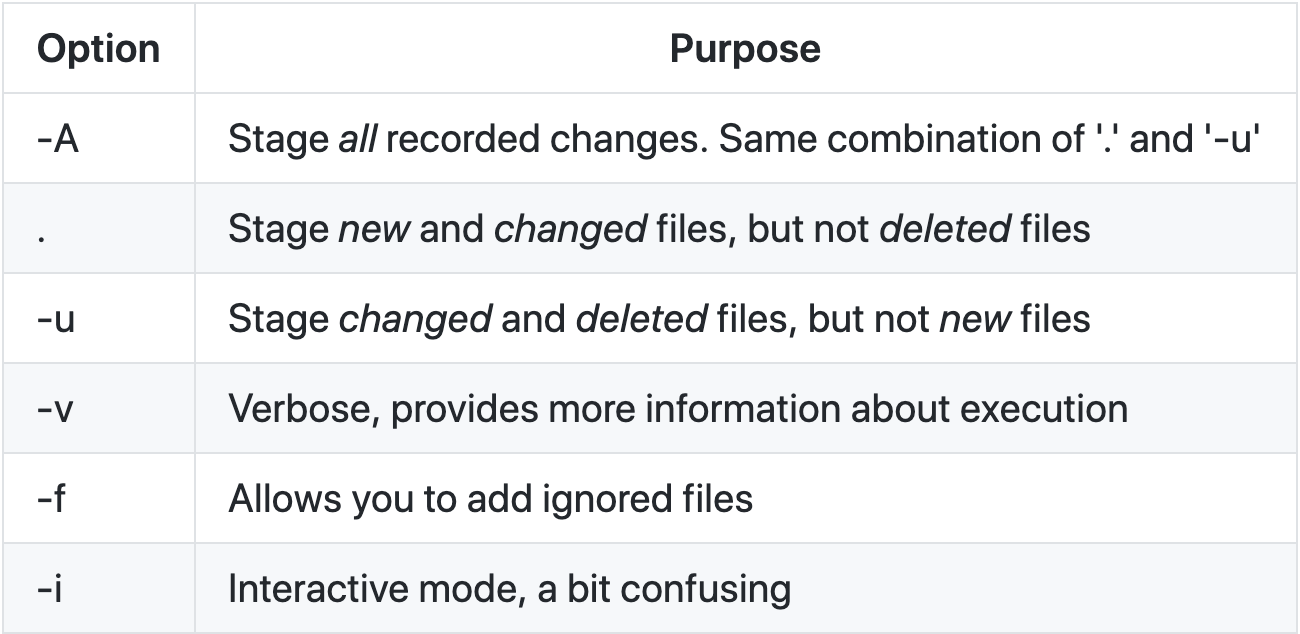 Option Purpose
-A Stage all recorded changes. Same combination of '.' and '-u'
. Stage new and changed files, but not deleted files
-u Stage changed and deleted files, but not new files
-v Verbose, provides more information about execution
-f Allows you to add ignored files
-i Interactive mode, a bit confusing